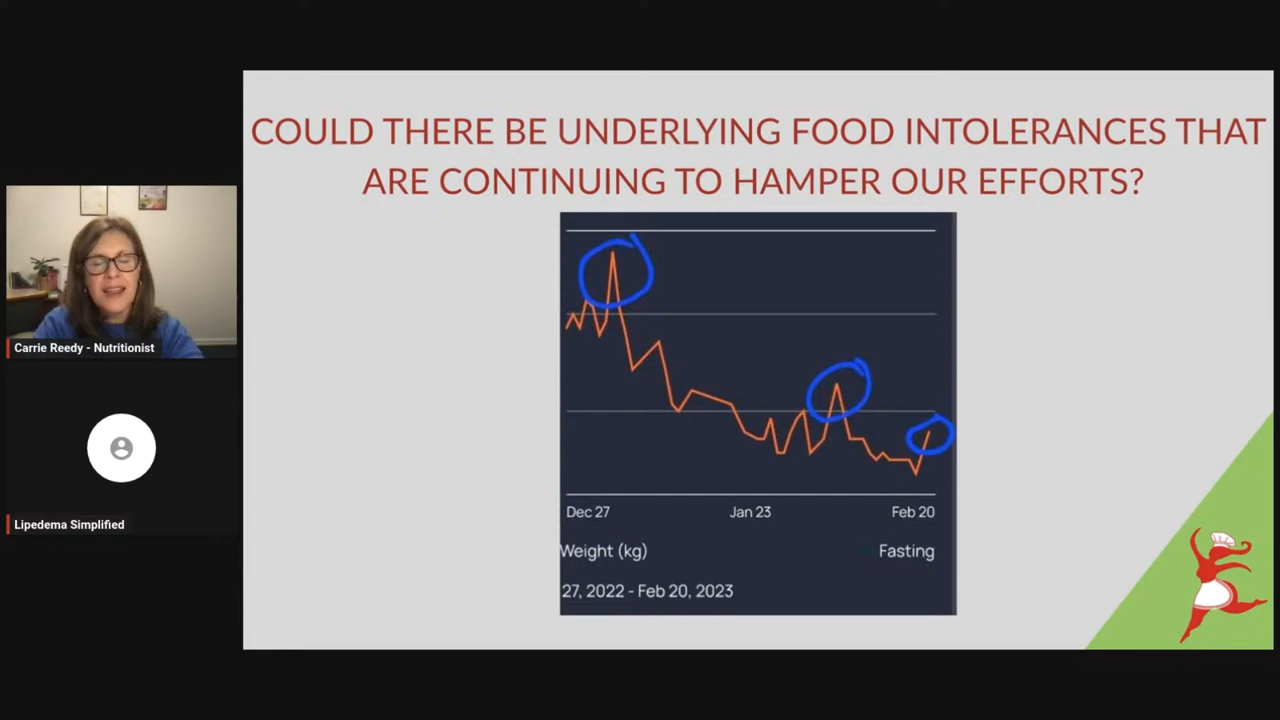 COULD THERE BE UNDERLYING FOOD INTOLERANCES THAT
ARE CONTINUING TO HAMPER OUR EFFORTS?
Carrie Reedy - Nutritionist
Lipedema Simplified
Dec 27
Jan 23
Feb 20
Weight (kg)
Fasting
27, 2022 - Feb 20, 2023